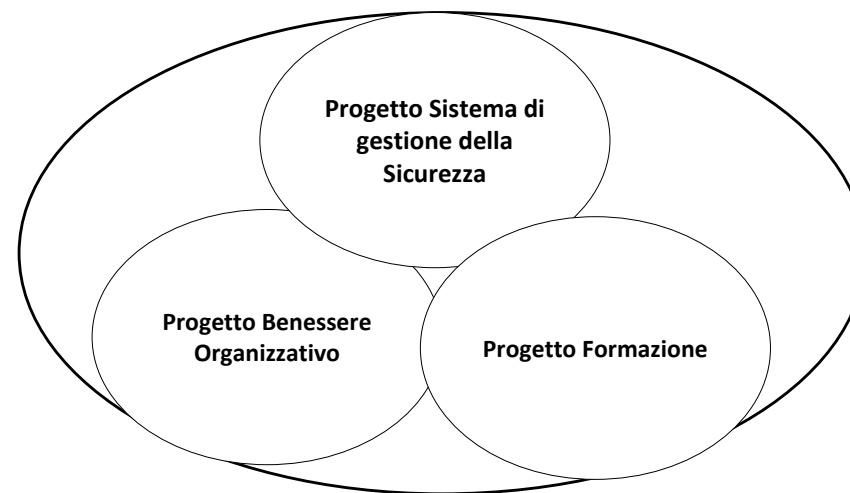 Progetto Sistema di
gestione della
Sicurezza
Progetto Benessere
Organizzativo
Progetto Formazione